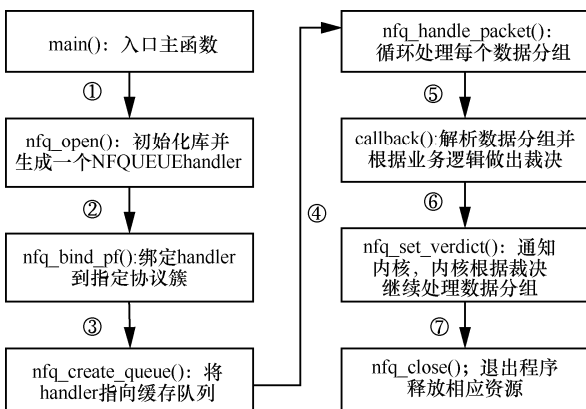 main()：入口主函数
①
nfq_open()：初始化库并
生成一个NFQUEUEhandler
②
nfq_bind_pf():绑定handler
到指定协议簇
③
nfq_create_queue()：将
handler指向缓存队列
④
nfq_handle_packet()：
循环处理每个数据分组
⑤
callback():解析数据分组并
根据业务逻辑做出裁决
⑥
nfq_set_verdict()：通知
内核，内核根据裁决
继续处理数据分组
⑦
nfq_close()；退出程序
释放相应资源